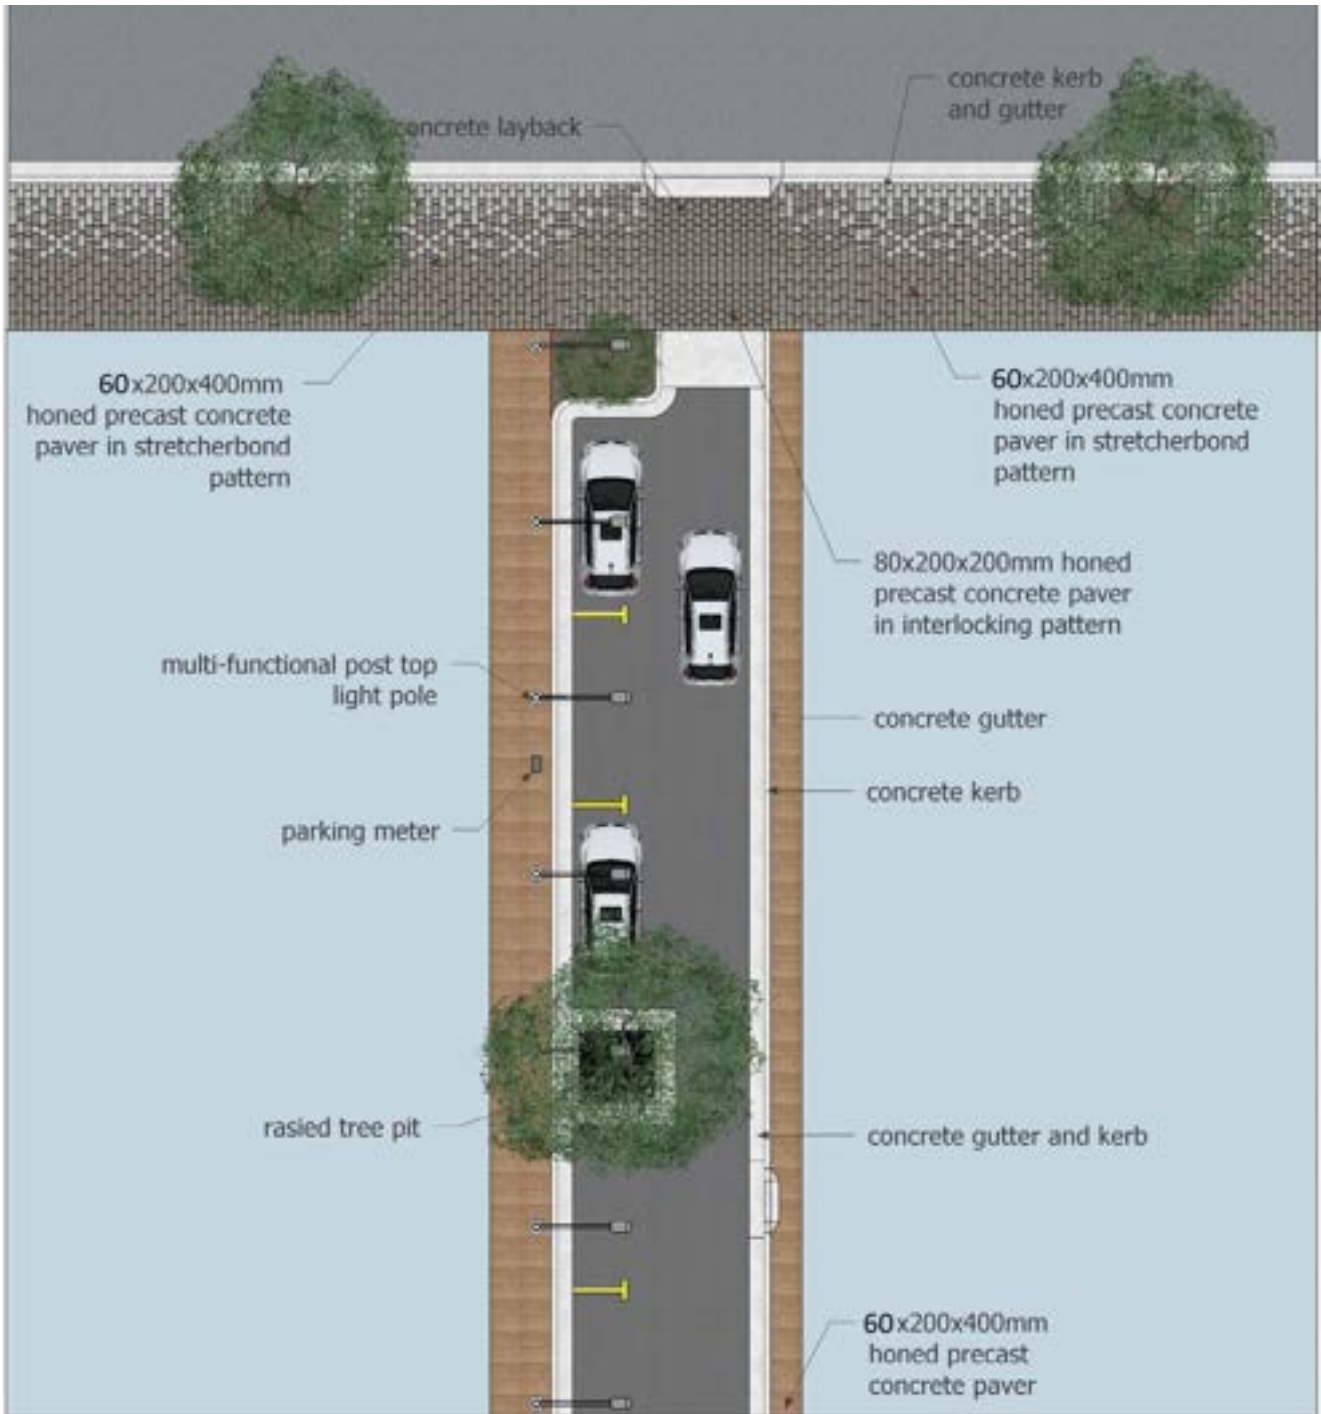 concrete kerb
and gutter
concrete layback
60x200x400mm
honed precast concrete
paver in stretcherbond
pattern
60x200x400mm
honed precast concrete
paver in stretcherbond
pattern
80x200x200mm honed
precast concrete paver
in interlocking pattern
multi-functional post top
light pole
concrete gutter
concrete kerb
parking meter
rasied tree pit
concrete gutter and kerb
60x200x400mm
honed precast
concrete paver